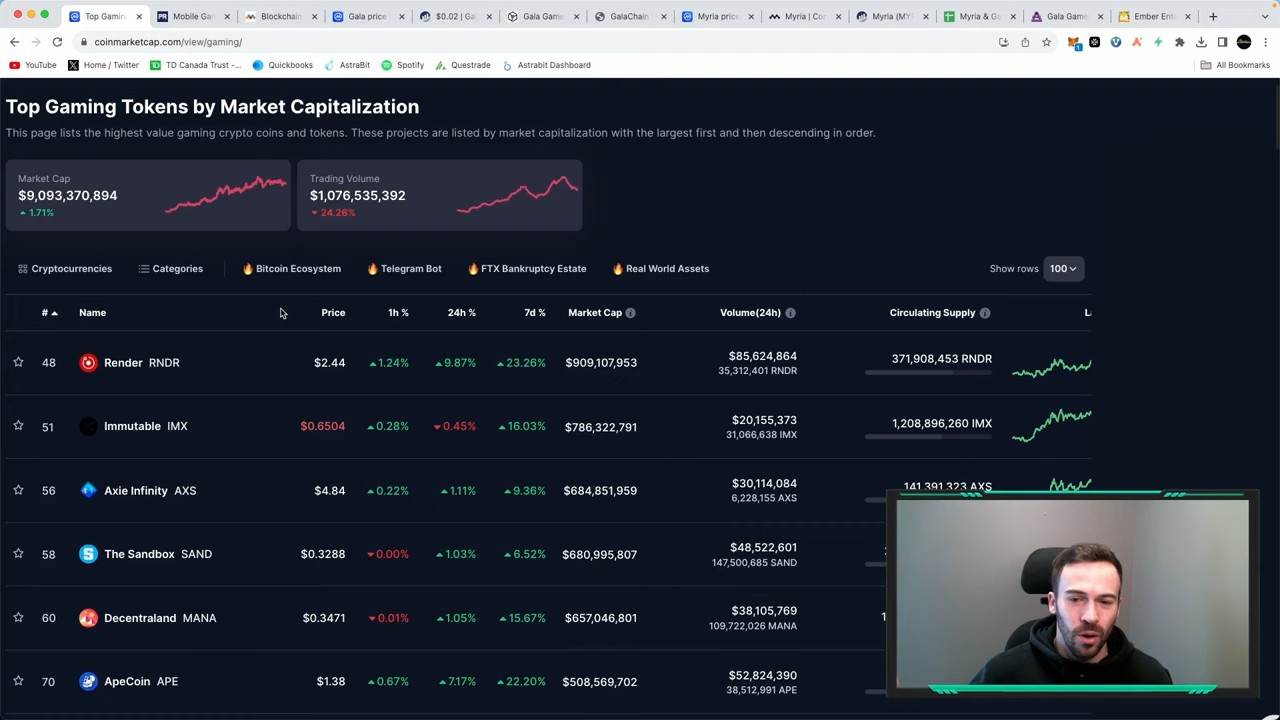 Top Gamin
Mobile Gam
Blockchain
Gala price
$0.02 | Gal
Gala Game
GalaChain
Myria price
Myria | Con
Myria (MYR
Myria & Ga
Gala Game
Ember Ente
coinmarketcap.com/view/gaming/
YouTube
Home / Twitter
TD Canada Trust -...
Quickbooks
AstraBit
Spotify
Questrade
Astrabit Dashboard
All Bookmarks
Top Gaming Tokens by Market Capitalization
This page lists the highest value gaming crypto coins and tokens. These projects are listed by market capitalization with the largest first and then descending in order.
Market Cap
$9,093,370,894
1.71%
Trading Volume
$1,076,535,392
24.26%
Cryptocurrencies
Categories
Bitcoin Ecosystem
Telegram Bot
FTX Bankruptcy Estate
Real World Assets
Show rows 100
# Name Price 1h % 24h % 7d % Market Cap Volume(24h) Circulating Supply L
48 Render RNDR $2.44 1.24% 9.87% 23.26% $909,107,953 $85,624,864 371,908,453 RNDR
35,312,401 RNDR
51 Immutable IMX $0.6504 0.28% 0.45% 16.03% $786,322,791 $20,155,373 1,208,896,260 IMX
31,066,638 IMX
56 Axie Infinity AXS $4.84 0.22% 1.11% 9.36% $684,851,959 $30,114,084 141,391,323 AXS
6,228,155 AXS
58 The Sandbox SAND $0.3288 0.00% 1.03% 6.52% $680,995,807 $48,522,601
147,500,685 SAND
60 Decentraland MANA $0.3471 0.01% 1.05% 15.67% $657,046,801 $38,105,769 1
109,722,026 MANA
70 ApeCoin APE $1.38 0.67% 7.17% 22.20% $508,569,702 $52,824,390
38,512,991 APE